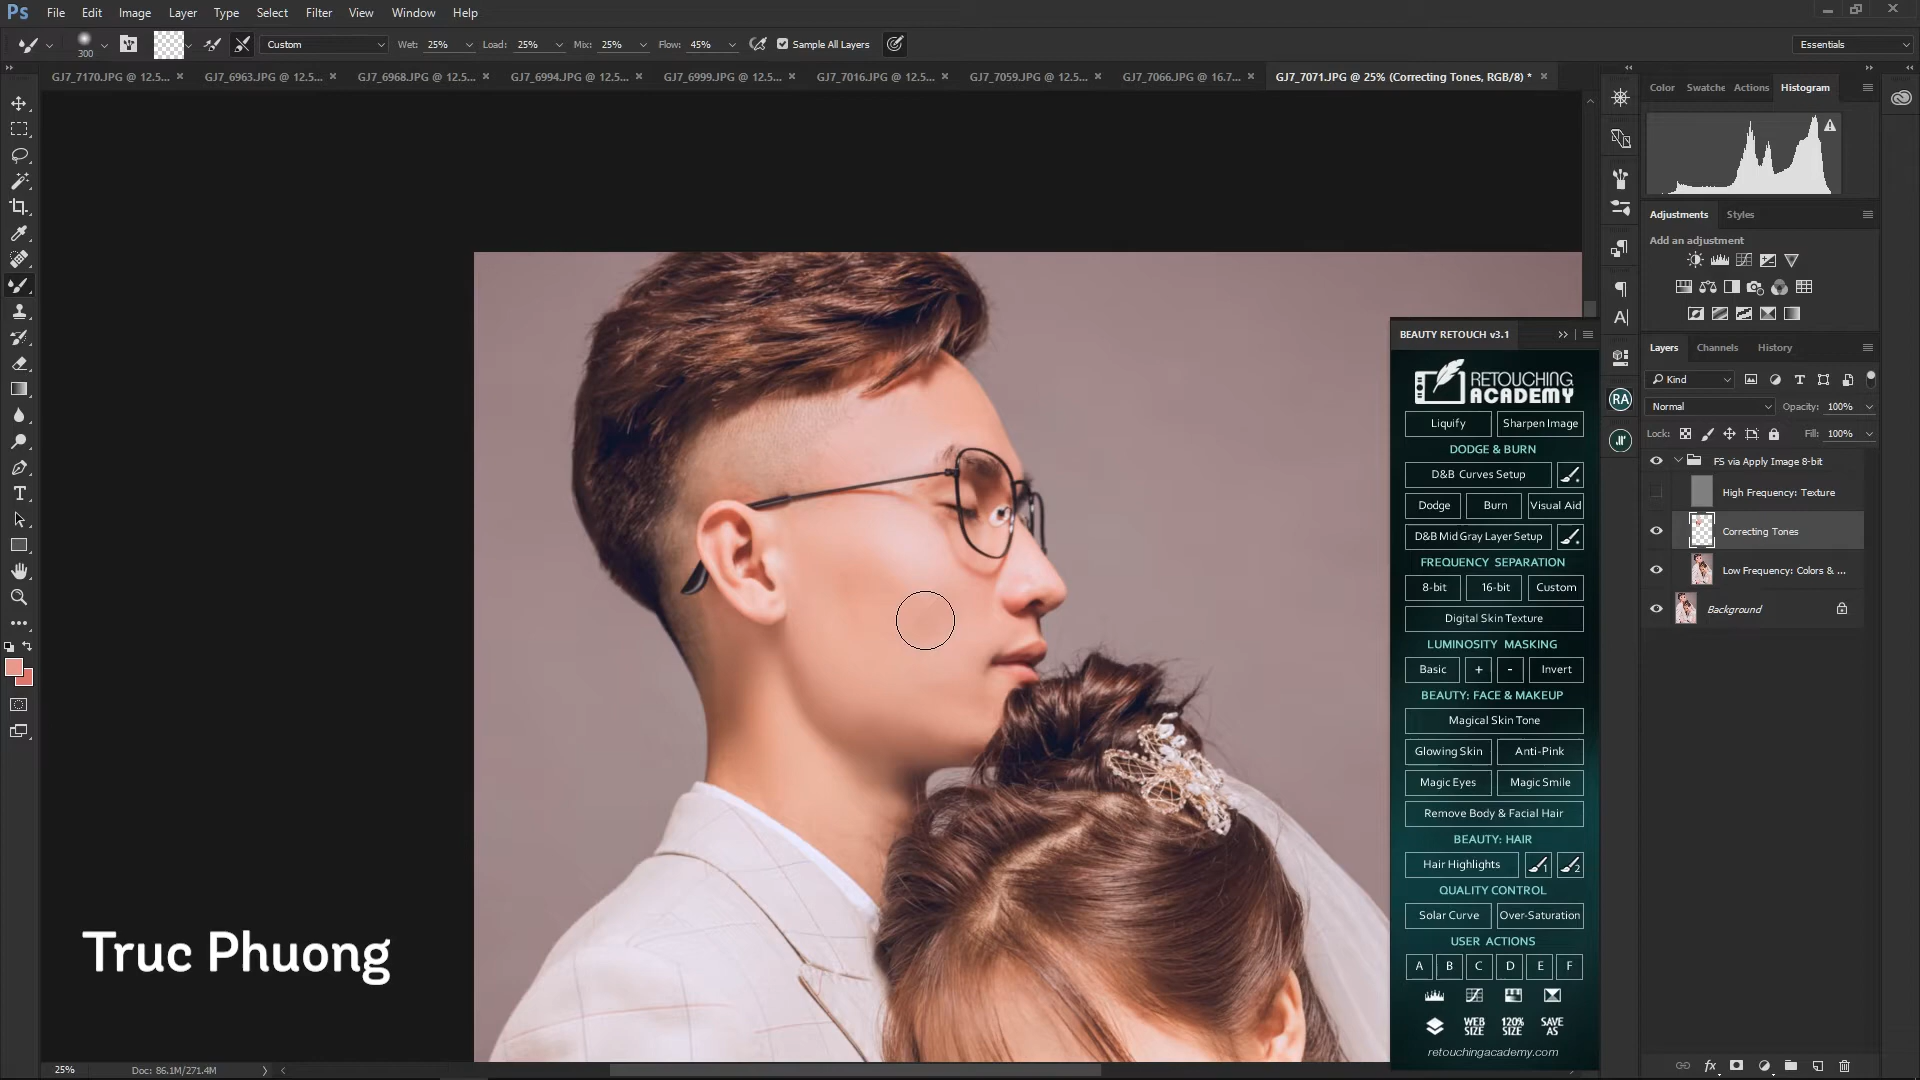 Ps File Edit Image Layer Type Select Filter View Window Help
300 Custom Wet: 25% Load: 25% Mix: 25% Flow: 45% Sample All Layers Essentials
GJ7_7170.JPG @ 12.5... × GJ7_6963.JPG @ 12.5... × GJ7_6968.JPG @ 12.5... × GJ7_6994.JPG @ 12.5... × GJ7_6999.JPG @ 12.5... × GJ7_7016.JPG @ 12.5... × GJ7_7059.JPG @ 12.5... × GJ7_7066.JPG @ 16.7... × GJ7_7071.JPG @ 25% (Correcting Tones, RGB/8) * ×
Color Swatche Actions Histogram
Adjustments Styles
Add an adjustment
Layers Channels History
Kind
Normal Opacity: 100%
Lock: Fill: 100%
FS via Apply Image 8-bit
High Frequency: Texture
Correcting Tones
Low Frequency: Colors & ...
Background
BEAUTY RETOUCH v3.1
RETOUCHING
ACADEMY
Liquify Sharpen Image
DODGE & BURN
D&B Curves Setup
Dodge Burn Visual Aid
D&B Mid Gray Layer Setup
FREQUENCY SEPARATION
8-bit 16-bit Custom
Digital Skin Texture
LUMINOSITY MASKING
Basic + - Invert
BEAUTY: FACE & MAKEUP
Magical Skin Tone
Glowing Skin Anti-Pink
Magic Eyes Magic Smile
Remove Body & Facial Hair
BEAUTY: HAIR
Hair Highlights 1 2
QUALITY CONTROL
Solar Curve Over-Saturation
USER ACTIONS
A B C D E F
WEB SIZE 120% SIZE SAVE AS
retouchingacademy.com
RA
Truc Phuong
25% Doc: 86.1M/271.4M
fx